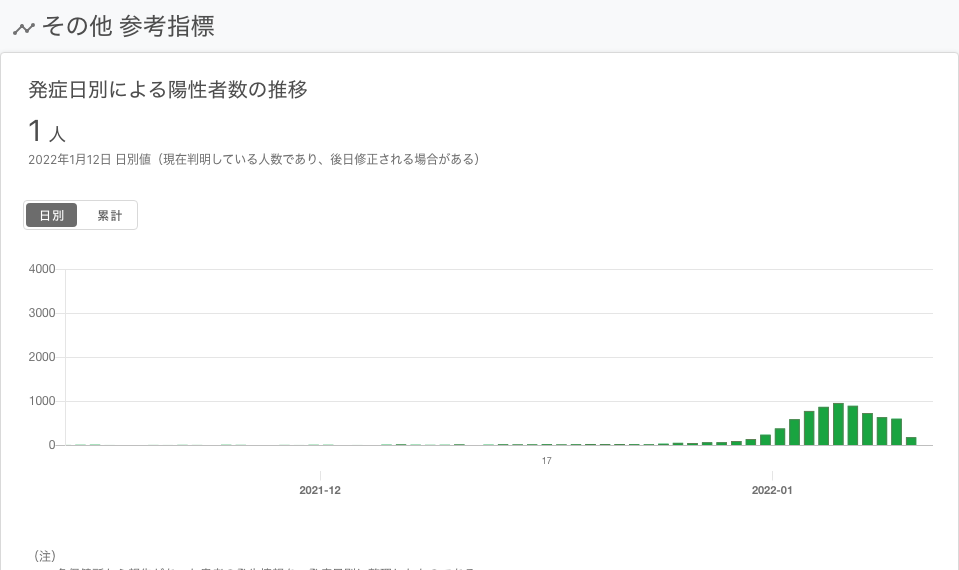 その他 参考指標
発症日別による陽性者数の推移
1 人
2022年1月12日 日別値（現在判明している人数であり、後日修正される場合がある）
日別 累計
4000
3000
2000
1000
0
17
2021-12 2022-01
（注）